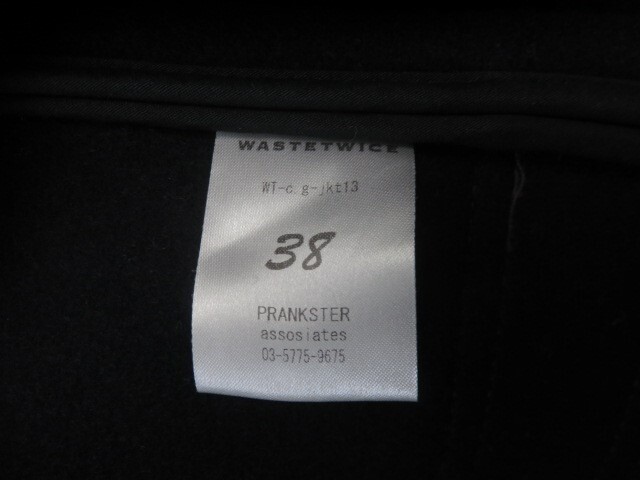 WASTETWICE
WT-c.g-jkt13
38
PRANKSTER
assosiates
03-5775-9675